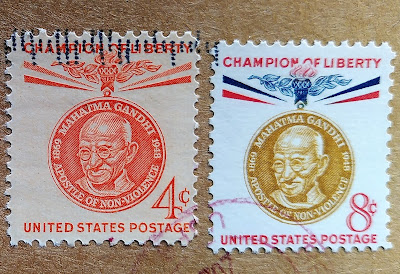 CHAMPION OF LIBERTY
MAHATMA GANDHI
1869
1948
APOSTLE OF NON-VIOLENCE
4¢
UNITED STATES POSTAGE
CHAMPION OF LIBERTY
MAHATMA GANDHI
1869
1948
APOSTLE OF NON-VIOLENCE
8¢
UNITED STATES POSTAGE